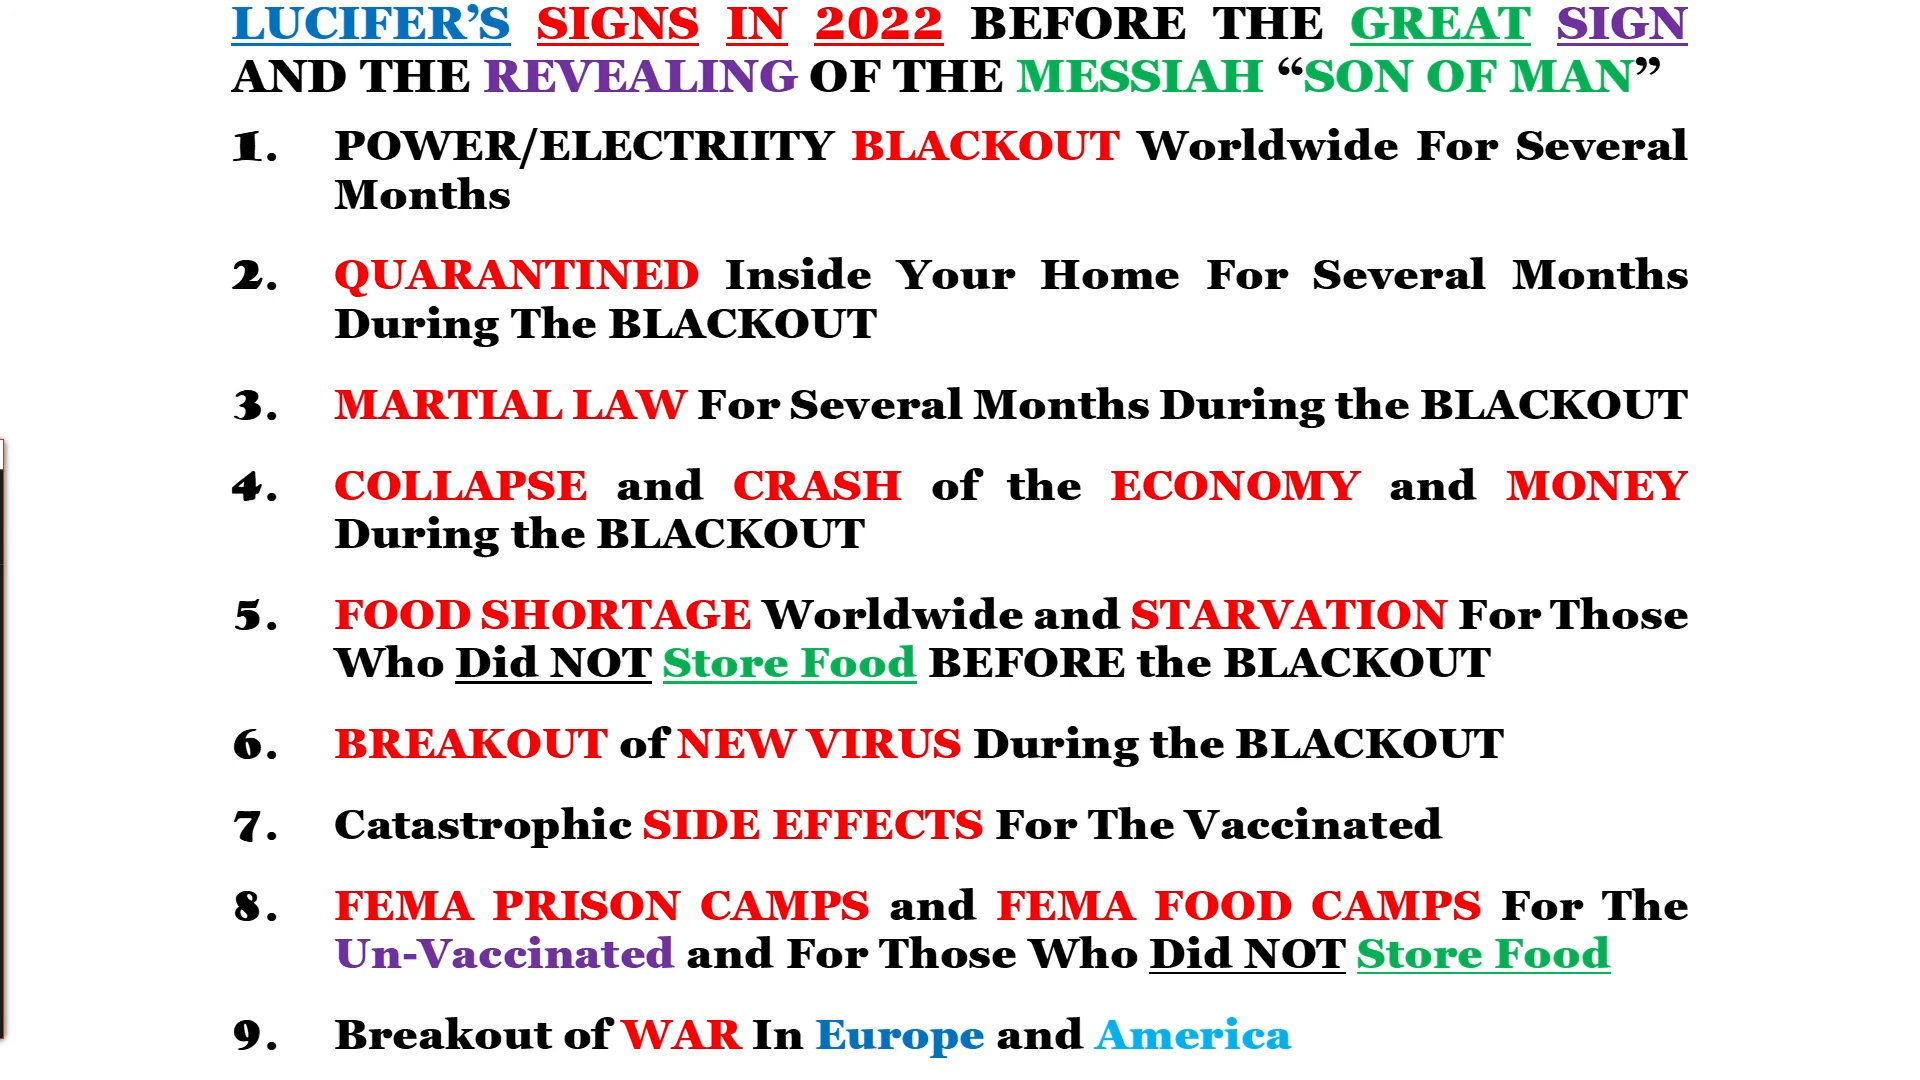 LUCIFER’S SIGNS IN 2022 BEFORE THE GREAT SIGN
AND THE REVEALING OF THE MESSIAH “SON OF MAN”
1. POWER/ELECTRIITY BLACKOUT Worldwide For Several
Months
2. QUARANTINED Inside Your Home For Several Months
During The BLACKOUT
3. MARTIAL LAW For Several Months During the BLACKOUT
4. COLLAPSE and CRASH of the ECONOMY and MONEY
During the BLACKOUT
5. FOOD SHORTAGE Worldwide and STARVATION For Those
Who Did NOT Store Food BEFORE the BLACKOUT
6. BREAKOUT of NEW VIRUS During the BLACKOUT
7. Catastrophic SIDE EFFECTS For The Vaccinated
8. FEMA PRISON CAMPS and FEMA FOOD CAMPS For The
Un-Vaccinated and For Those Who Did NOT Store Food
9. Breakout of WAR In Europe and America